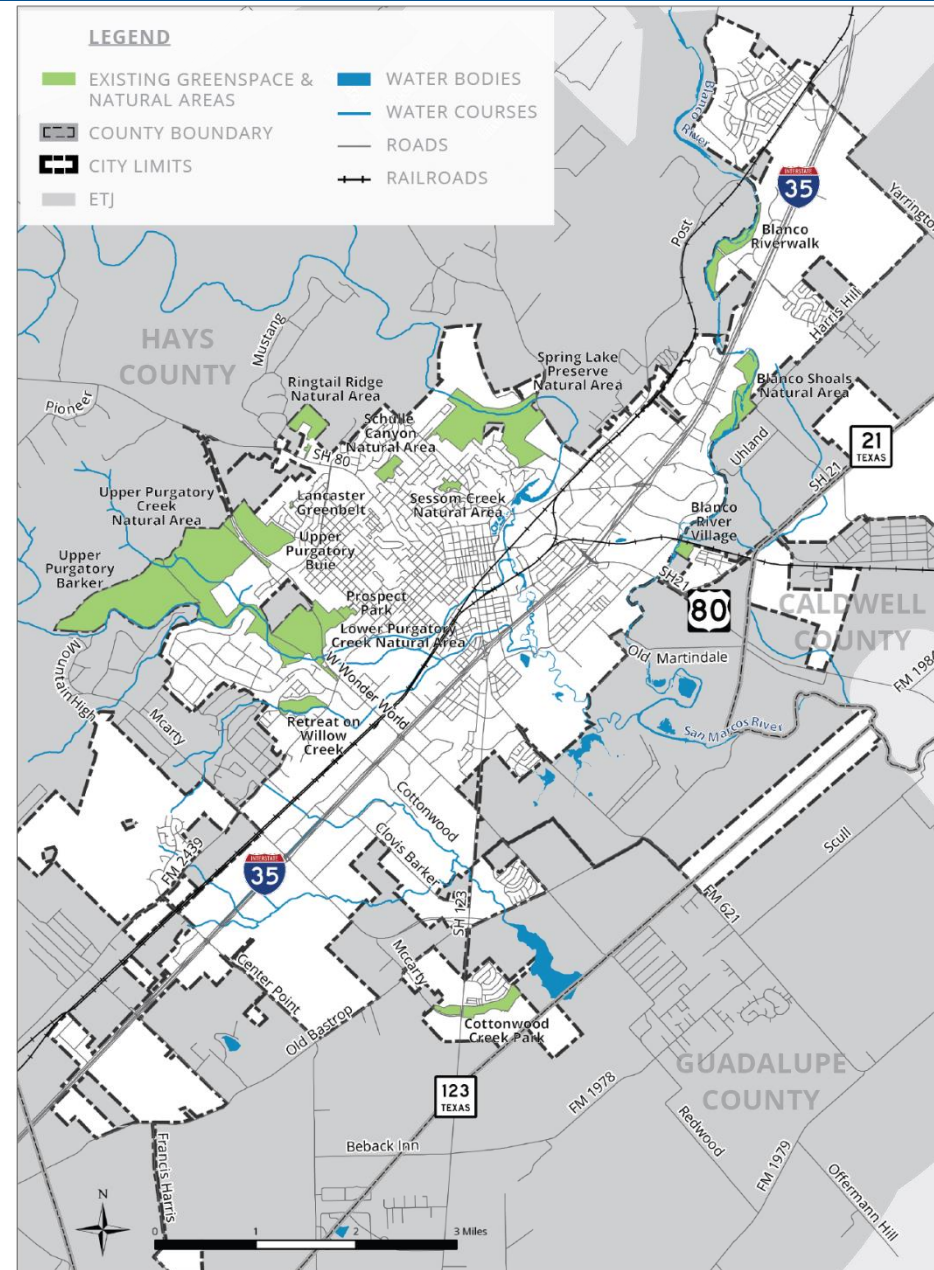 LEGEND
EXISTING GREENSPACE &
NATURAL AREAS
COUNTY BOUNDARY
CITY LIMITS
ETJ
WATER BODIES
WATER COURSES
ROADS
RAILROADS
Blanco
River
INTERSTATE
35
Yarrington
Post
Blanco
Riverwalk
Harris Hill
HAYS
COUNTY
Mustang
Pioneer
Ringtail Ridge
Natural Area
Spring Lake
Preserve
Natural Area
Blanco Shoals
Natural Area
Schulle
Canyon
Natural Area
SH 80
Uhland
21
TEXAS
SH 21
Upper Purgatory
Creek
Natural Area
Lancaster
Greenbelt
Sessom Creek
Natural Area
Blanco
River
Village
Upper
Purgatory
Buie
Upper
Purgatory
Barker
SH21
80
Prospect
Park
Lower Purgatory
Creek Natural Area
CALDWELL
COUNTY
Old Martindale
FM 1984
Mountain High
W Wonder World
Mcarty
San Marcos River
Retreat on
Willow
Creek
Cottonwood
Clovis Barker
Scull
FM 2439
INTERSTATE
35
FM 621
SH 123
Mccarty
Center Point
Old Bastrop
Cottonwood
Creek Park
GUADALUPE
COUNTY
123
TEXAS
FM 1978
Redwood
Beback Inn
FM 1979
Offermann Hill
Francis Harris
N
0 1 2 3 Miles